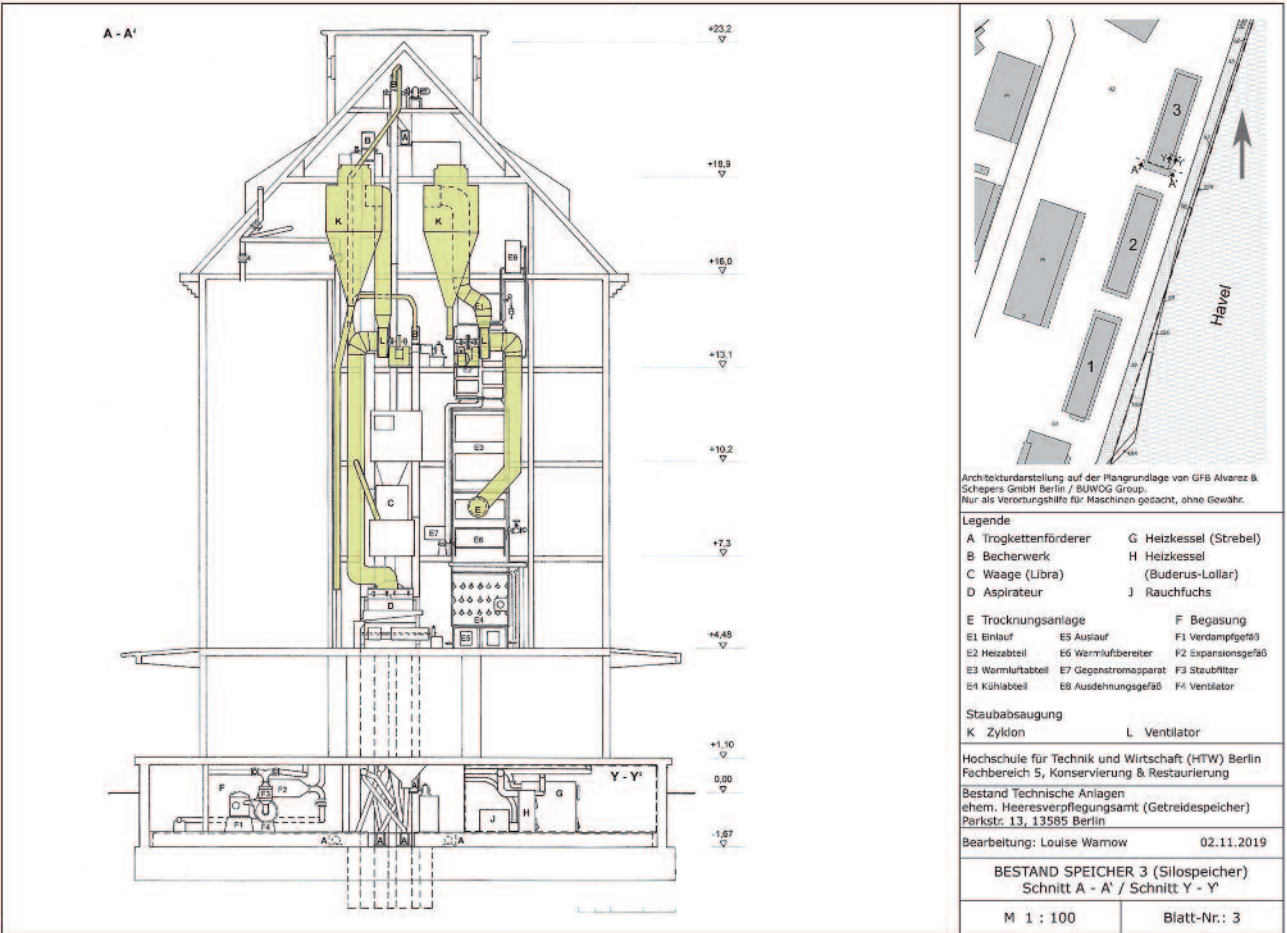 A - A'
+23,2
+18,9
+16,0
+13,1
+10,2
+7,3
+4,48
+1,10
0,00
-1,67
B
B
A
K
K
E8
E1
B
L
L
E2
E3
C
E
E7
E6
D
E4
E5
Y - Y'
F
F3
F2
F1
F4
A
G
H
J
A
A
A
A
3
Y
Y'
A
A'
2
1
Havel
Architekturdarstellung auf der Plangrundlage von GFB Alvarez &
Schepers GmbH Berlin / BUWOG Group.
Nur als Verortungshilfe für Maschinen gedacht, ohne Gewähr.
Legende
A Trogkettenförderer
B Becherwerk
C Waage (Libra)
D Aspirateur
G Heizkessel (Strebel)
H Heizkessel
(Buderus-Lollar)
J Rauchfuchs
E Trocknungsanlage
E1 Einlauf
E2 Heizabteil
E3 Warmluftabteil
E4 Kühlabteil
E5 Auslauf
E6 Warmluftbereiter
E7 Gegenstromapparat
E8 Ausdehnungsgefäß
F Begasung
F1 Verdampfgefäß
F2 Expansionsgefäß
F3 Staubfilter
F4 Ventilator
Staubabsaugung
K Zyklon
L Ventilator
Hochschule für Technik und Wirtschaft (HTW) Berlin
Fachbereich 5, Konservierung & Restaurierung
Bestand Technische Anlagen
ehem. Heeresverpflegungsamt (Getreidespeicher)
Parkstr. 13, 13585 Berlin
Bearbeitung: Louise Warnow 02.11.2019
BESTAND SPEICHER 3 (Silospeicher)
Schnitt A - A' / Schnitt Y - Y'
M 1 : 100
Blatt-Nr.: 3